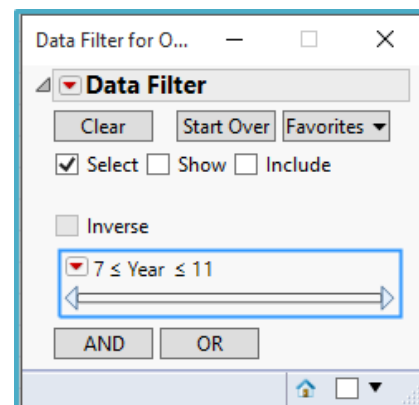 Data Filter for O...
Data Filter
Clear Start Over Favorites
Select Show Include
Inverse
7 ≤ Year ≤ 11
AND OR